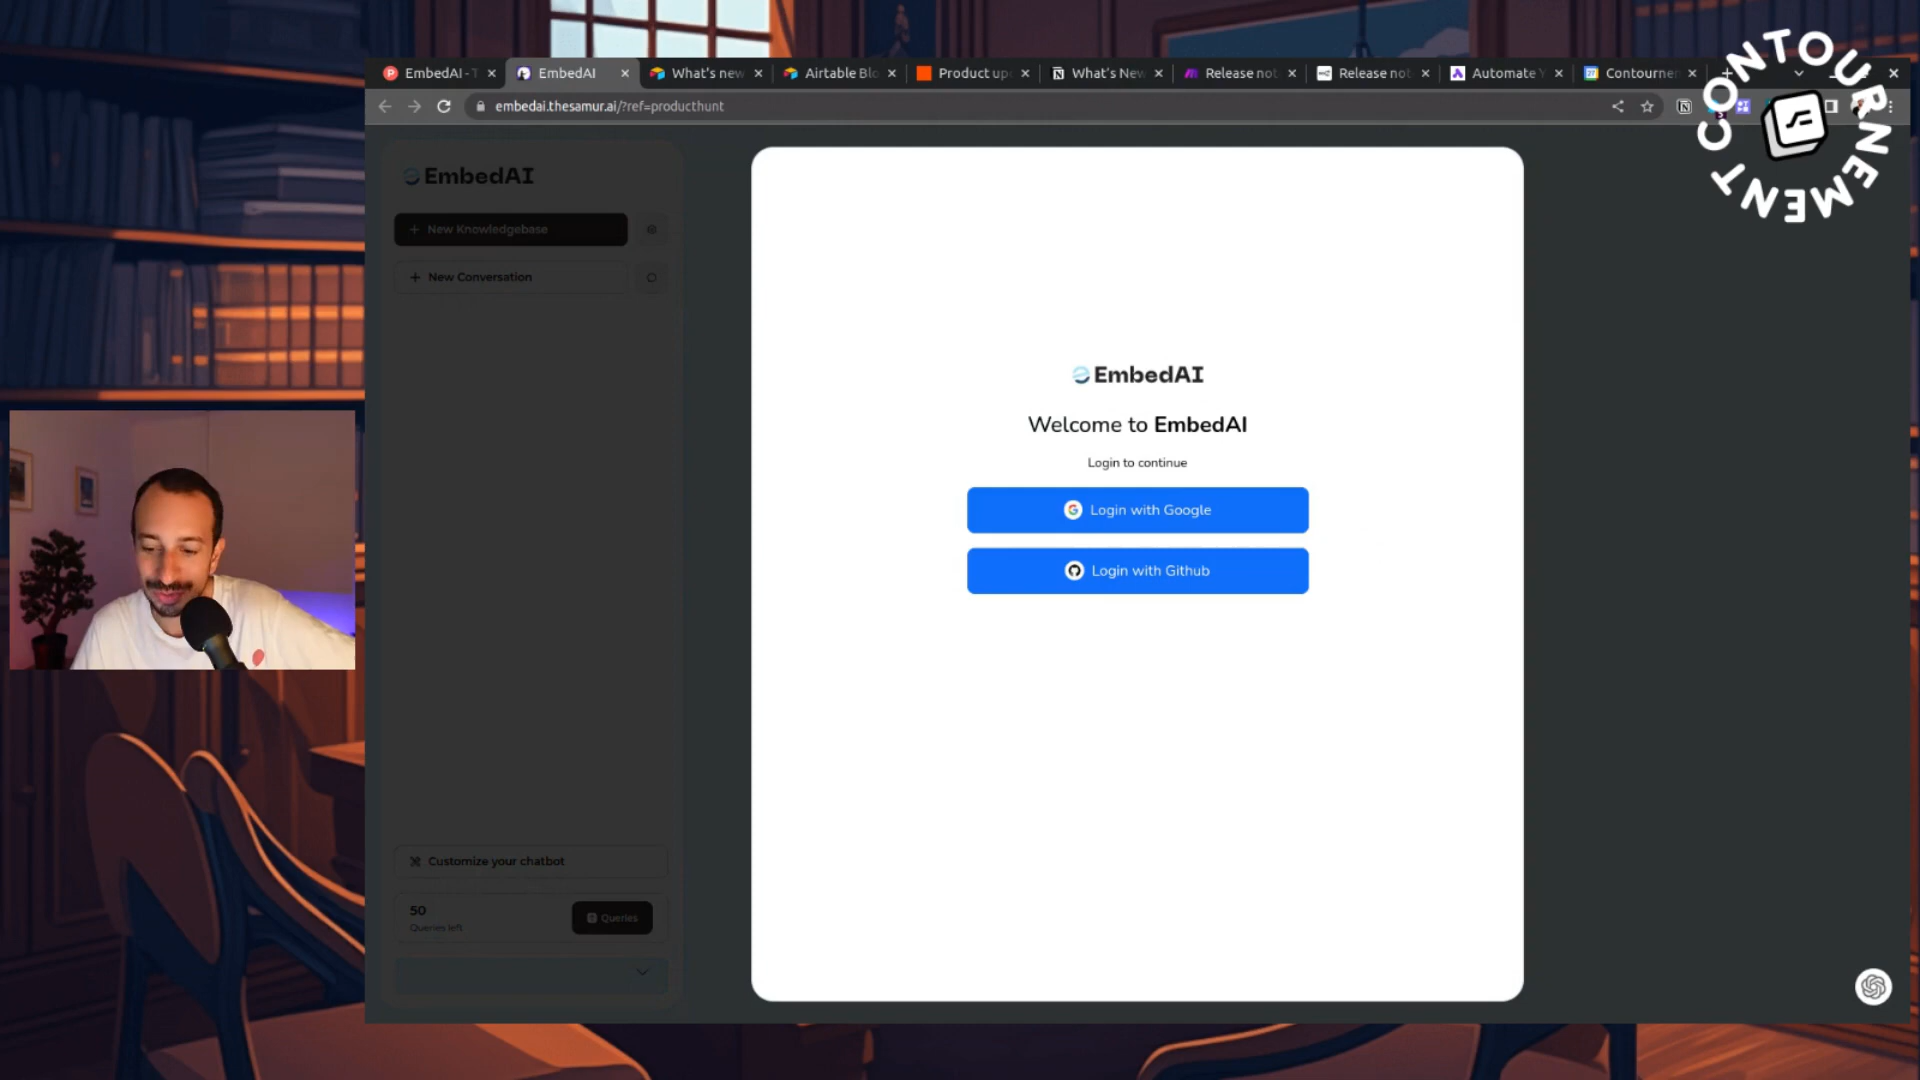 EmbedAI - T
EmbedAI
What's new
Airtable Blo
Product up
What's New
Release not
Release not
Automate Y
Contourne
embedai.thesamur.ai/?ref=producthunt
CONTOURNEMENT
EmbedAI
+ New Knowledgebase
+ New Conversation
EmbedAI
Welcome to EmbedAI
Login to continue
Login with Google
Login with Github
Customize your chatbot
50
Queries left
Queries